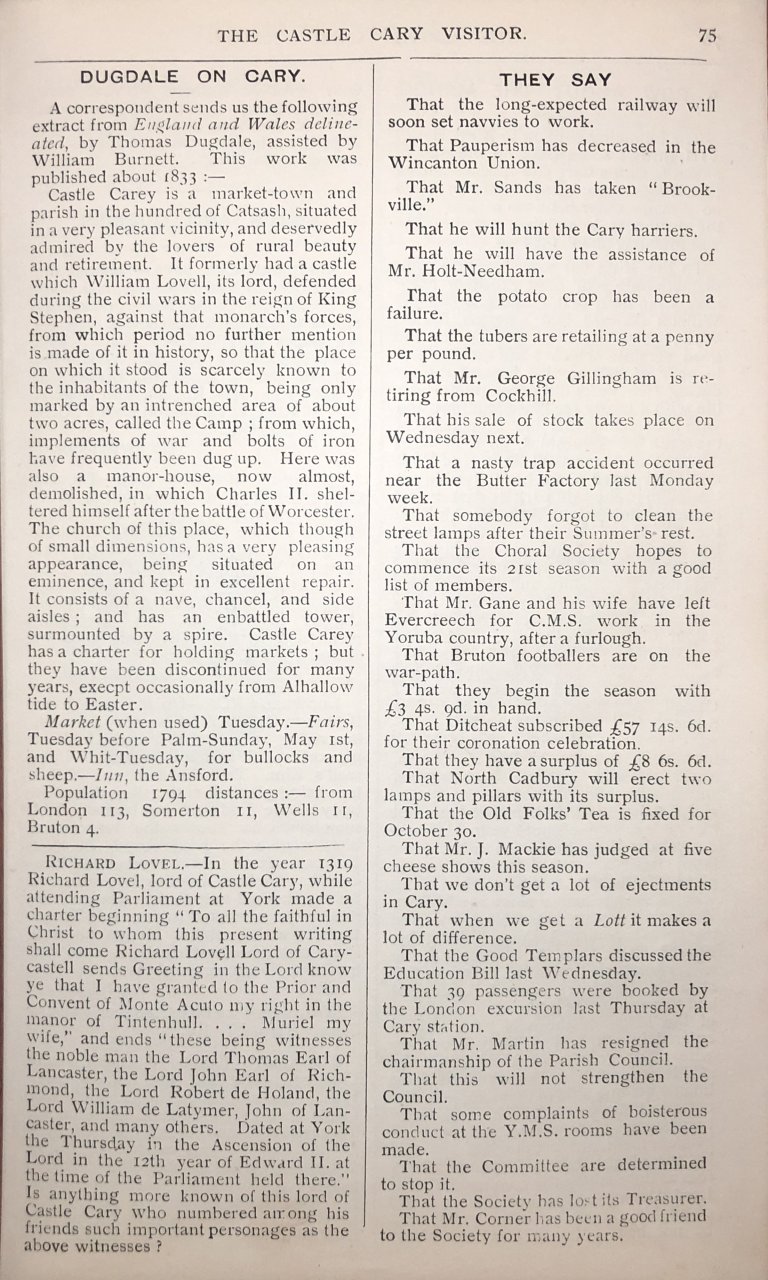 THE CASTLE CARY VISITOR. 75
DUGDALE ON CARY.
A correspondent sends us the following
extract from England and Wales deline-
ated, by Thomas Dugdale, assisted by
William Burnett. This work was
published about 1833 :—
Castle Carey is a market-town and
parish in the hundred of Catsash, situated
in a very pleasant vicinity, and deservedly
admired by the lovers of rural beauty
and retirement. It formerly had a castle
which William Lovell, its lord, defended
during the civil wars in the reign of King
Stephen, against that monarch's forces,
from which period no further mention
is made of it in history, so that the place
on which it stood is scarcely known to
the inhabitants of the town, being only
marked by an intrenched area of about
two acres, called the Camp ; from which,
implements of war and bolts of iron
have frequently been dug up. Here was
also a manor-house, now almost,
demolished, in which Charles II. shel-
tered himself after the battle of Worcester.
The church of this place, which though
of small dimensions, has a very pleasing
appearance, being situated on an
eminence, and kept in excellent repair.
It consists of a nave, chancel, and side
aisles ; and has an enbattled tower,
surmounted by a spire. Castle Carey
has a charter for holding markets ; but
they have been discontinued for many
years, execpt occasionally from Alhallow
tide to Easter.
Market (when used) Tuesday.—Fairs,
Tuesday before Palm-Sunday, May 1st,
and Whit-Tuesday, for bullocks and
sheep.—Inn, the Ansford.
Population 1794 distances :— from
London 113, Somerton 11, Wells 11,
Bruton 4.
RICHARD LOVEL.—In the year 1319
Richard Lovel, lord of Castle Cary, while
attending Parliament at York made a
charter beginning " To all the faithful in
Christ to whom this present writing
shall come Richard Lovell Lord of Cary-
castell sends Greeting in the Lord know
ye that I have granted to the Prior and
Convent of Monte Acuto my right in the
manor of Tintenhull. . . . Muriel my
wife," and ends " these being witnesses
the noble man the Lord Thomas Earl of
Lancaster, the Lord John Earl of Rich-
mond, the Lord Robert de Holand, the
Lord William de Latymer, John of Lan-
caster, and many others. Dated at York
the Thursday in the Ascension of the
Lord in the 12th year of Edward II. at
the time of the Parliament held there."
Is anything more known of this lord of
Castle Cary who numbered among his
friends such important personages as the
above witnesses ?
THEY SAY
That the long-expected railway will
soon set navvies to work.
That Pauperism has decreased in the
Wincanton Union.
That Mr. Sands has taken " Brook-
ville."
That he will hunt the Cary harriers.
That he will have the assistance of
Mr. Holt-Needham.
That the potato crop has been a
failure.
That the tubers are retailing at a penny
per pound.
That Mr. George Gillingham is re-
tiring from Cockhill.
That his sale of stock takes place on
Wednesday next.
That a nasty trap accident occurred
near the Butter Factory last Monday
week.
That somebody forgot to clean the
street lamps after their Summer's rest.
That the Choral Society hopes to
commence its 21st season with a good
list of members.
That Mr. Gane and his wife have left
Evercreech for C.M.S. work in the
Yoruba country, after a furlough.
That Bruton footballers are on the
war-path.
That they begin the season with
£3 4s. 9d. in hand.
That Ditcheat subscribed £57 14s. 6d.
for their coronation celebration.
That they have a surplus of £8 6s. 6d.
That North Cadbury will erect two
lamps and pillars with its surplus.
That the Old Folks' Tea is fixed for
October 30.
That Mr. J. Mackie has judged at five
cheese shows this season.
That we don't get a lot of ejectments
in Cary.
That when we get a Lott it makes a
lot of difference.
That the Good Templars discussed the
Education Bill last Wednesday.
That 39 passengers were booked by
the London excursion last Thursday at
Cary station.
That Mr. Martin has resigned the
chairmanship of the Parish Council.
That this will not strengthen the
Council.
That some complaints of boisterous
conduct at the Y.M.S. rooms have been
made.
That the Committee are determined
to stop it.
That the Society has lost its Treasurer.
That Mr. Corner has been a good friend
to the Society for many years.